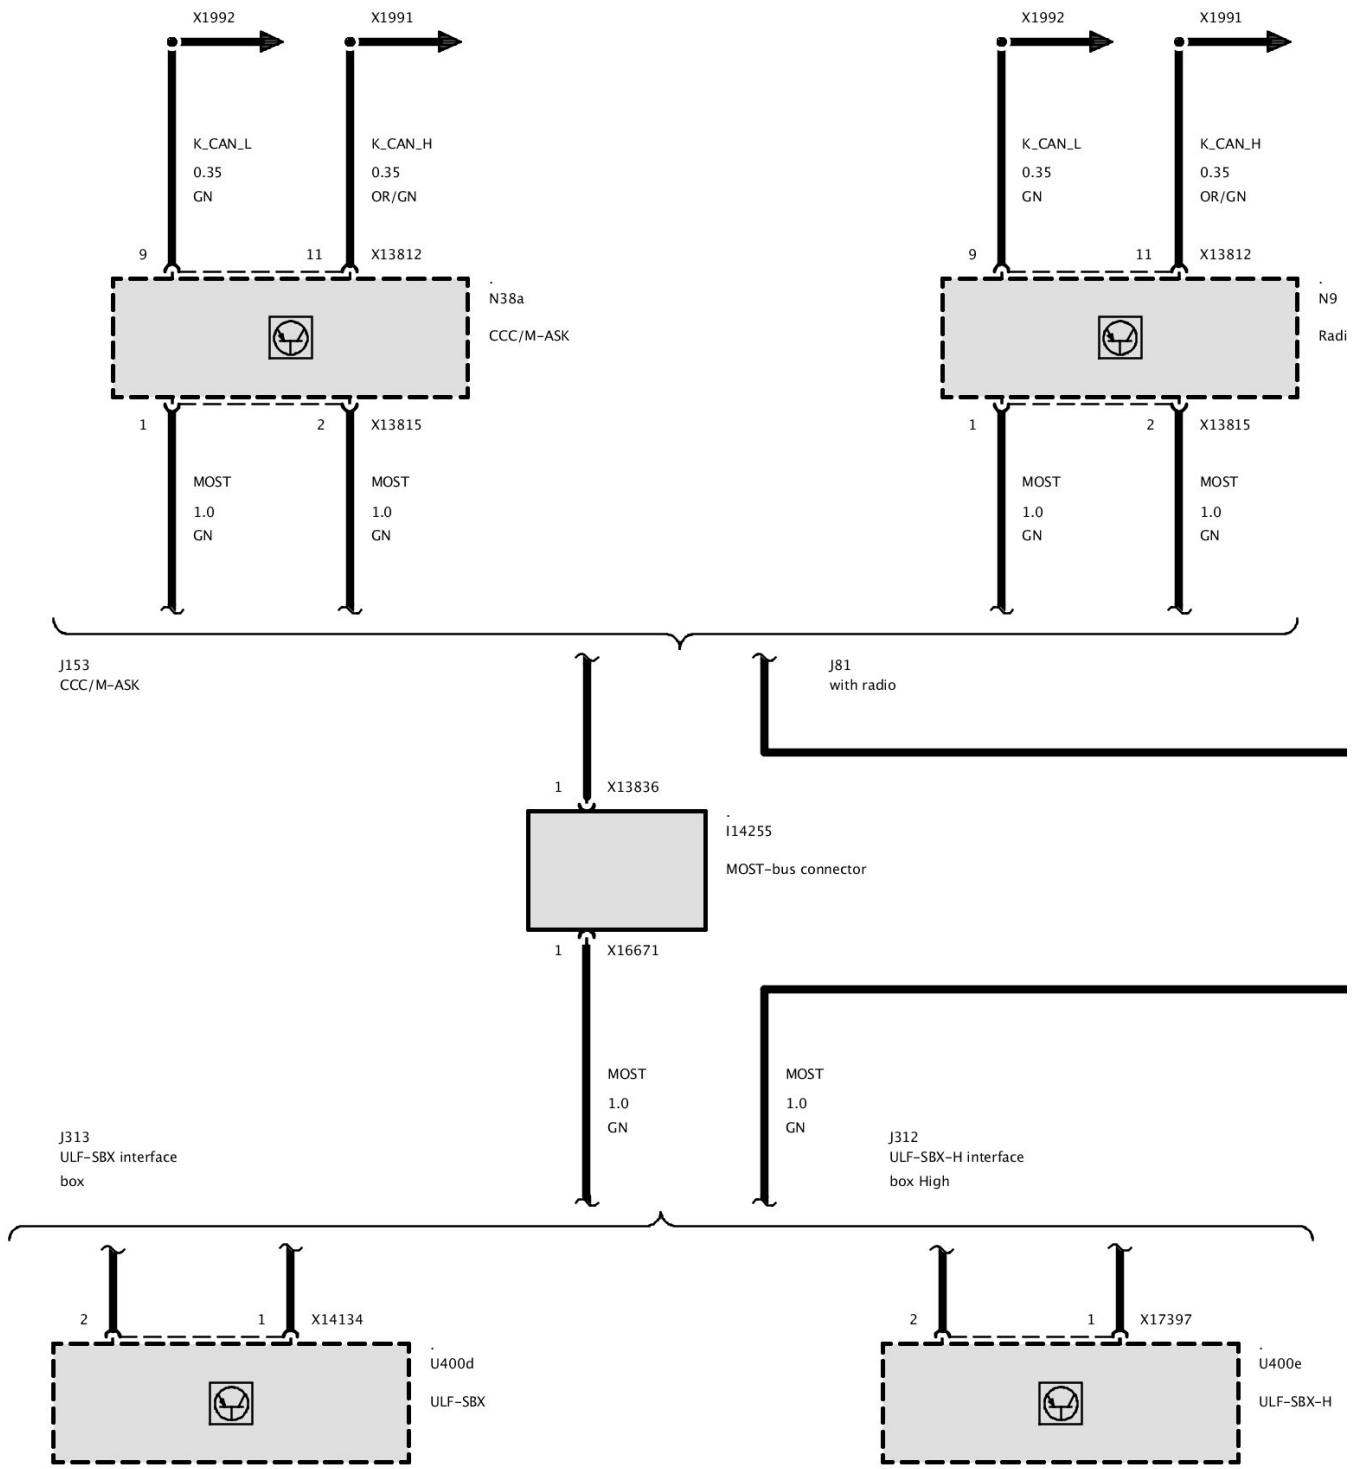 X1992
X1991
X1992
X1991
K_CAN_L
0.35
GN
K_CAN_H
0.35
OR/GN
K_CAN_L
0.35
GN
K_CAN_H
0.35
OR/GN
9
11
X13812
9
11
X13812
.
N38a
CCC/M-ASK
.
N9
Radi
1
2
X13815
1
2
X13815
MOST
1.0
GN
MOST
1.0
GN
MOST
1.0
GN
MOST
1.0
GN
J153
CCC/M-ASK
J81
with radio
1
X13836
.
I14255
MOST-bus connector
1
X16671
MOST
1.0
GN
MOST
1.0
GN
J313
ULF-SBX interface
box
J312
ULF-SBX-H interface
box High
2
1
X14134
2
1
X17397
.
U400d
ULF-SBX
.
U400e
ULF-SBX-H